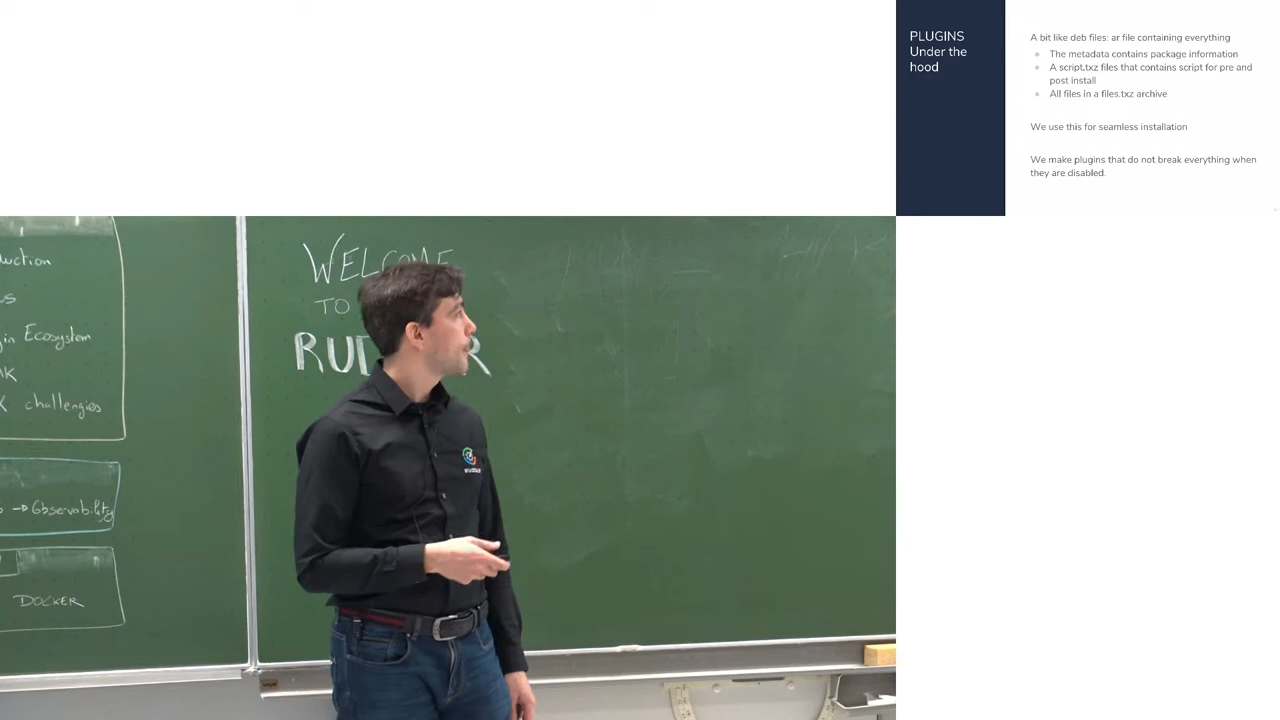 PLUGINS
Under the
hood
A bit like deb files: ar file containing everything
The metadata contains package information
A script.txz files that contains script for pre and
post install
All files in a files.txz archive
We use this for seamless installation
We make plugins that do not break everything when
they are disabled.
WELCOME
TO
Ecosystem
challengies
→ Observability
DOCKER